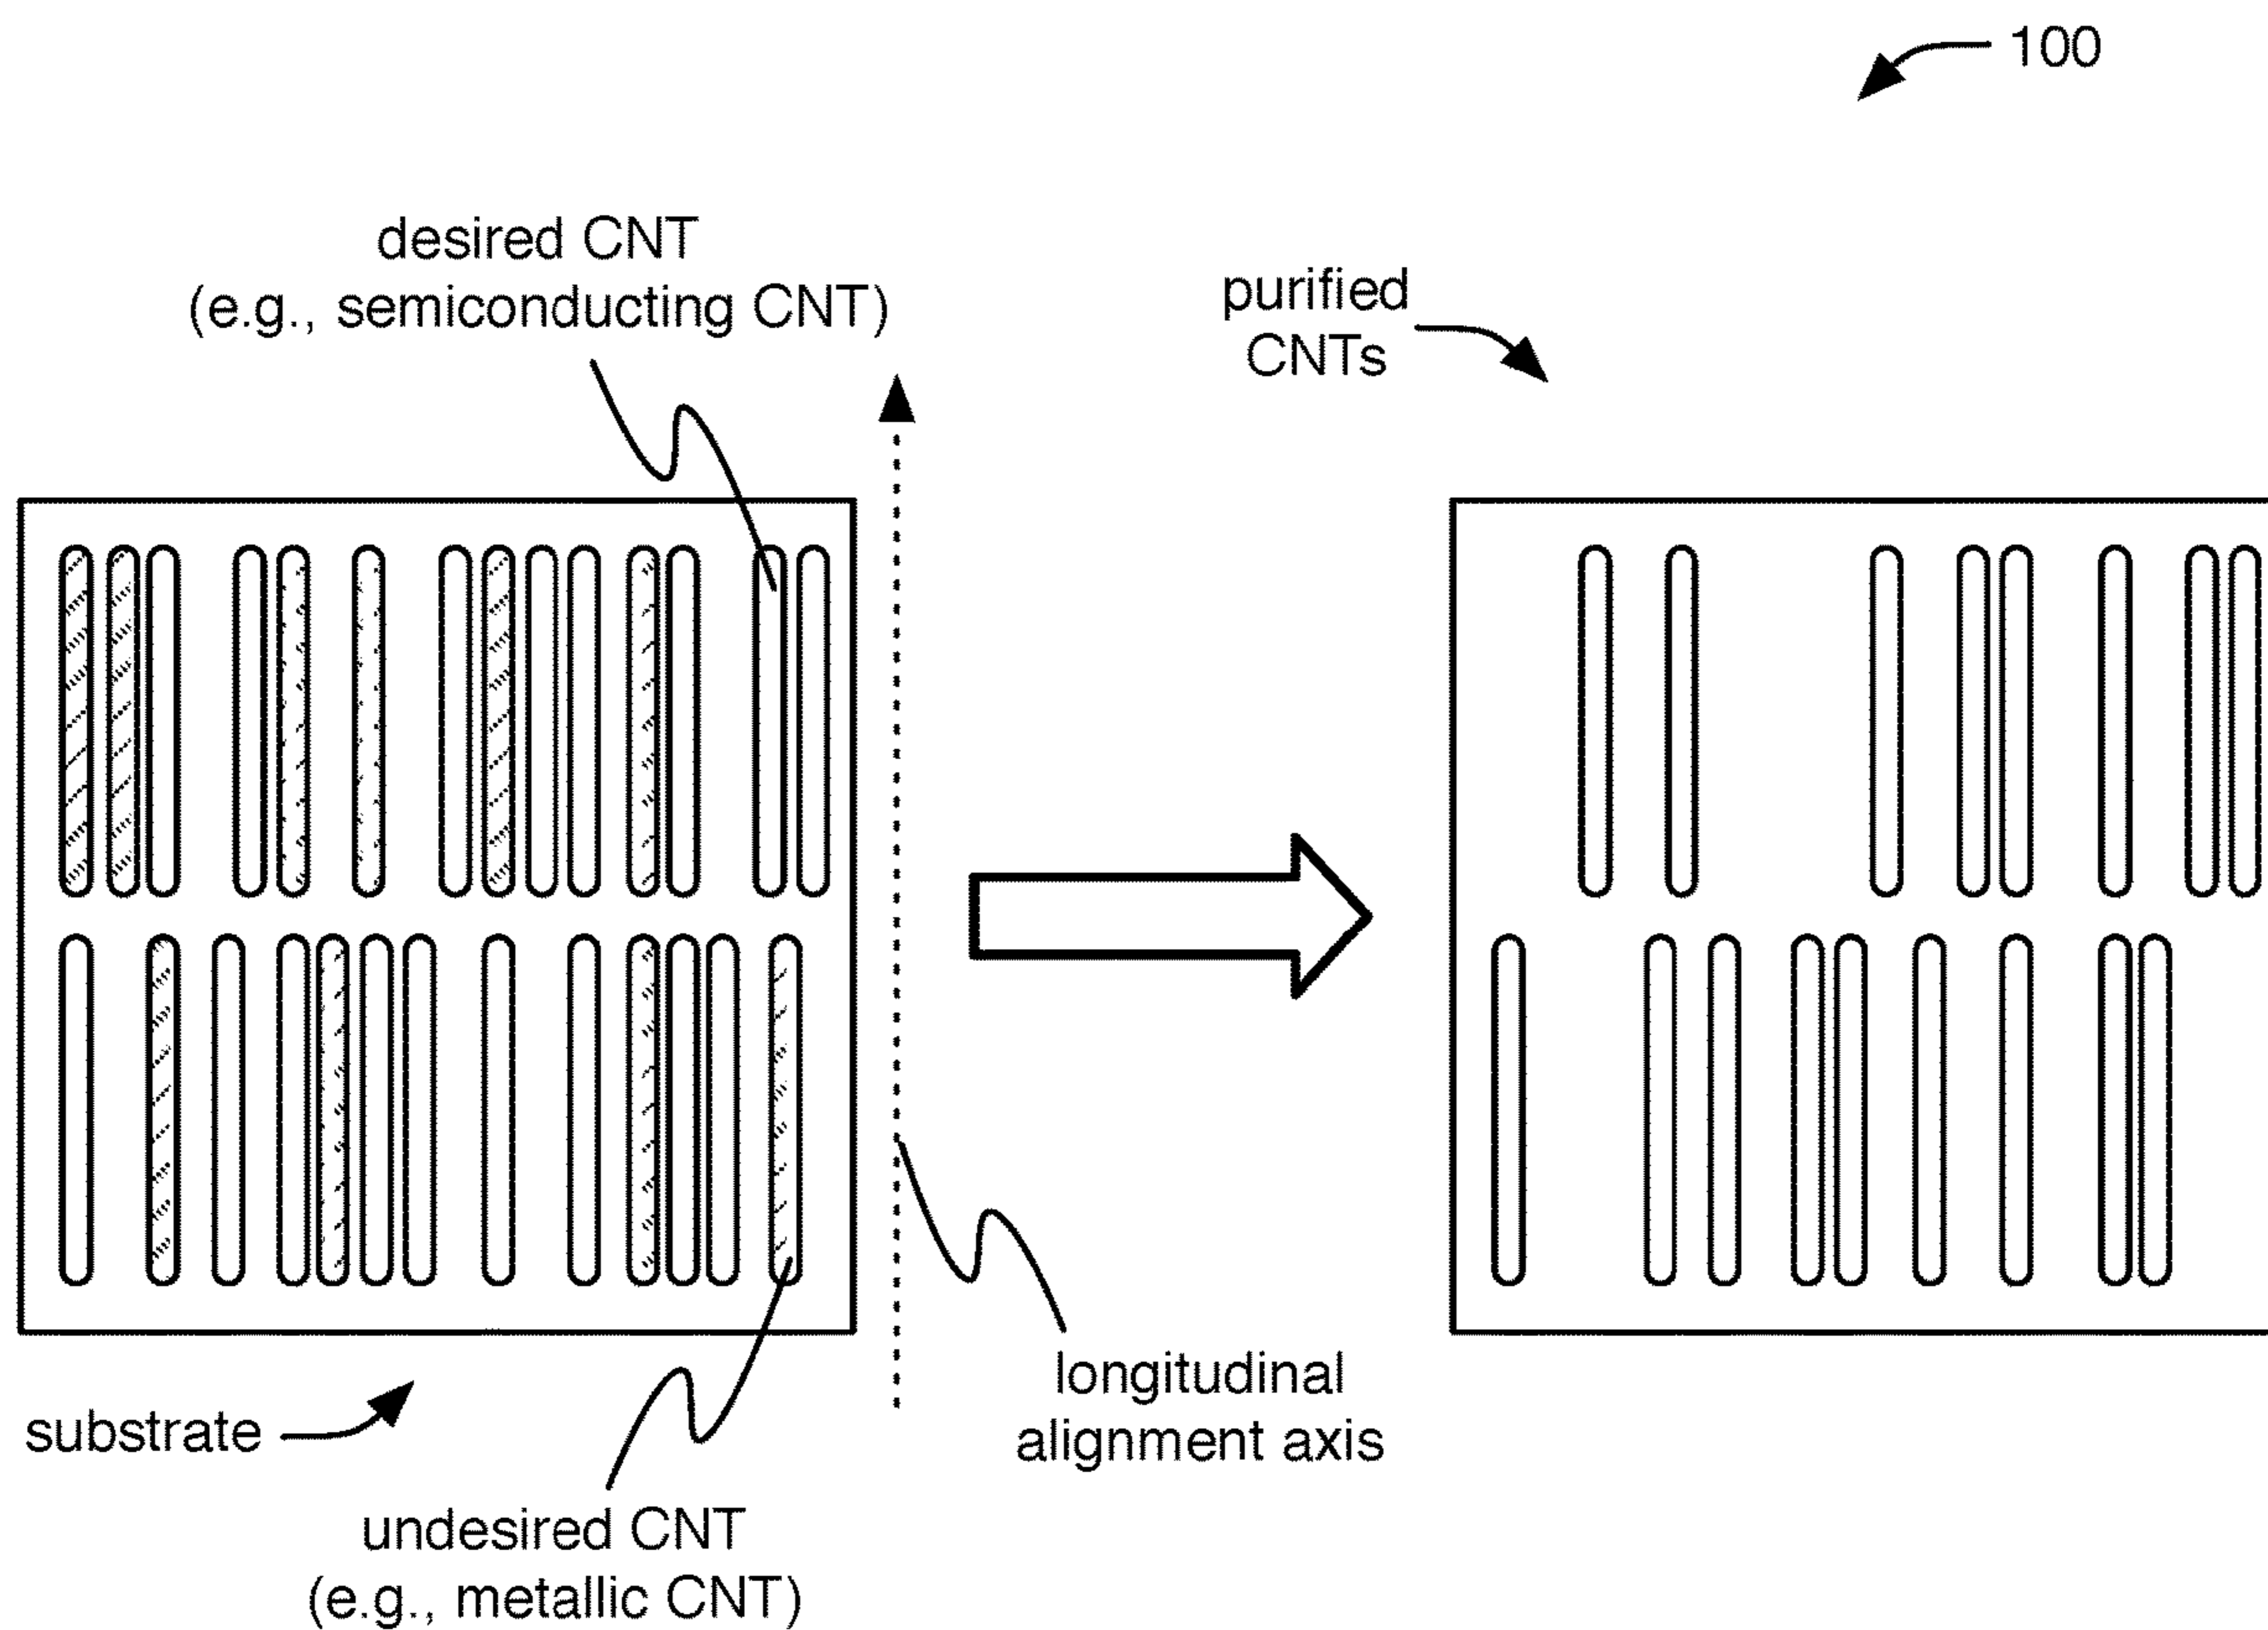 100
desired CNT
(e.g., semiconducting CNT)
purified
CNTs
longitudinal
alignment axis
substrate
undesired CNT
(e.g., metallic CNT)